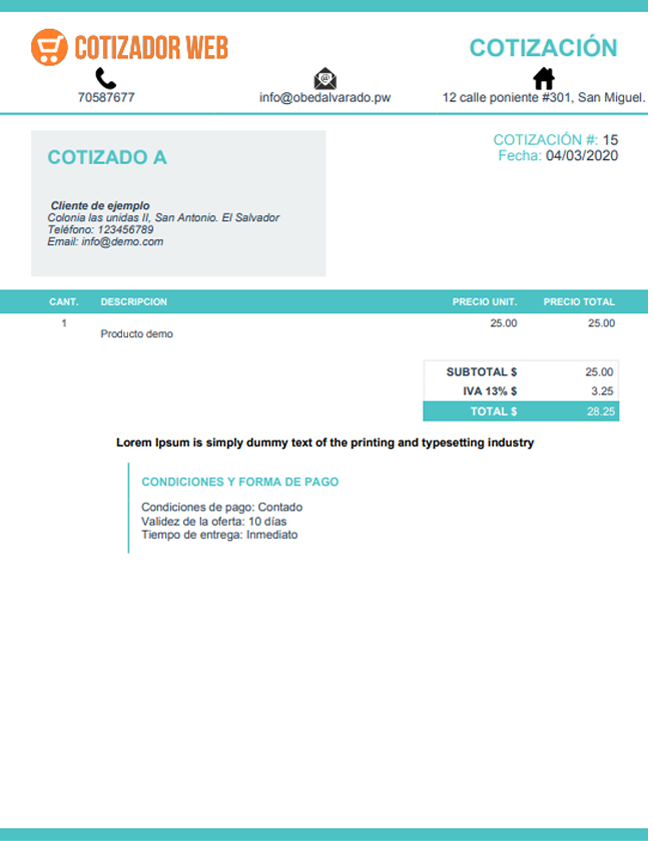 COTIZADOR WEB
COTIZACIÓN
70587677
info@obedalvarado.pw
12 calle poniente #301, San Miguel.
COTIZACIÓN #: 15
Fecha: 04/03/2020
COTIZADO A
Cliente de ejemplo
Colonia las unidas II, San Antonio. El Salvador
Teléfono: 123456789
Email: info@demo.com
CANT. DESCRIPCION PRECIO UNIT. PRECIO TOTAL
1 Producto demo 25.00 25.00
SUBTOTAL $ 25.00
IVA 13% $ 3.25
TOTAL $ 28.25
Lorem Ipsum is simply dummy text of the printing and typesetting industry
CONDICIONES Y FORMA DE PAGO
Condiciones de pago: Contado
Validez de la oferta: 10 días
Tiempo de entrega: Inmediato